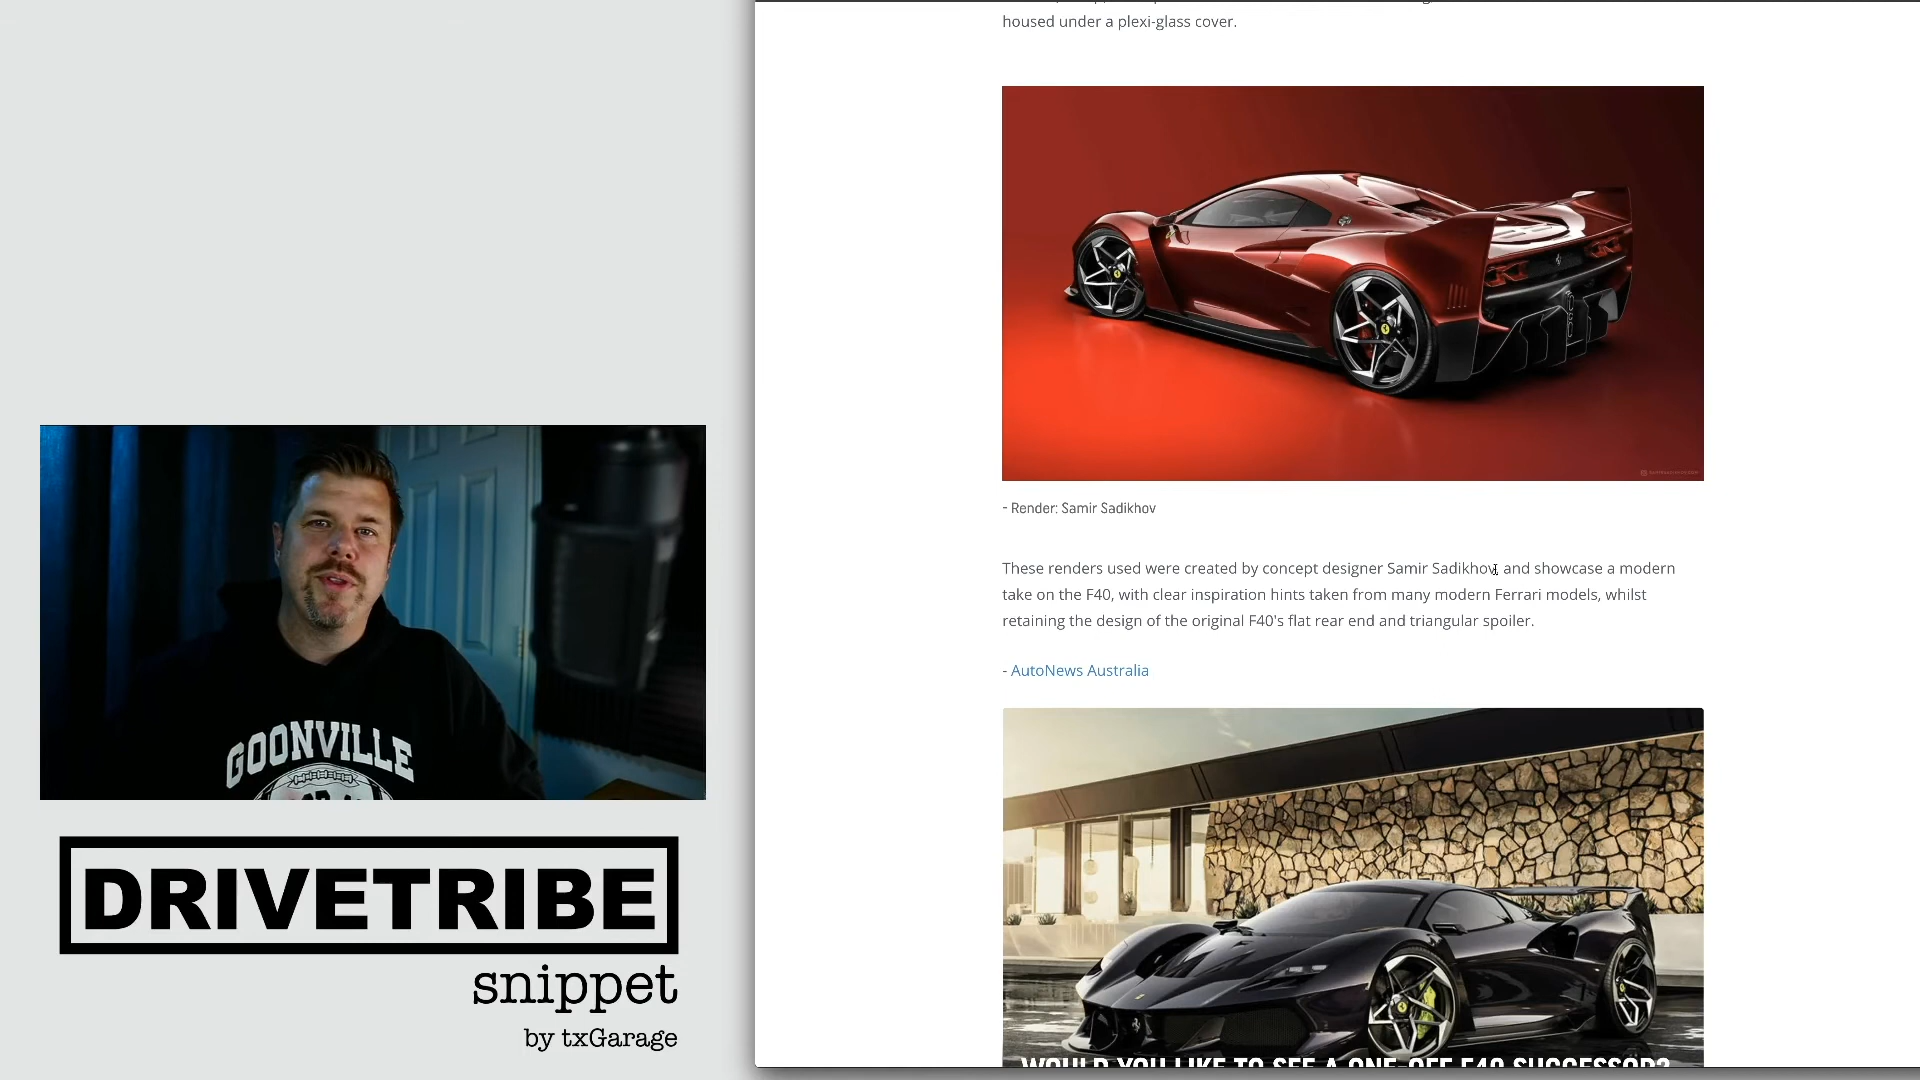 housed under a plexi-glass cover.
- Render: Samir Sadikhov
These renders used were created by concept designer Samir Sadikhov, and showcase a modern
take on the F40, with clear inspiration hints taken from many modern Ferrari models, whilst
retaining the design of the original F40's flat rear end and triangular spoiler.
- AutoNews Australia
WOULD YOU LIKE TO SEE A ONE-OFF F40 SUCCESSOR?
GOONVILLE
DRIVETRIBE
snippet
by txGarage